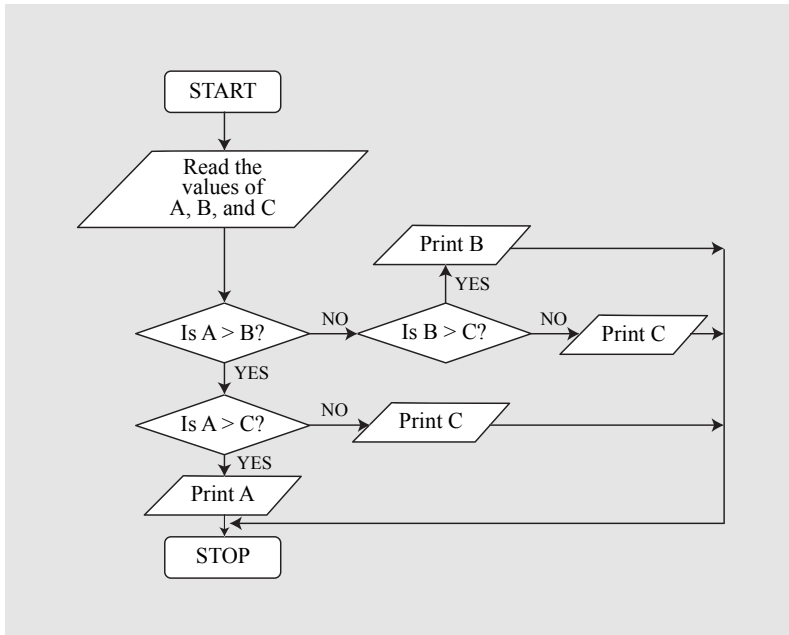 START
Read the
values of
A, B, and C
Print B
YES
Is A > B?
NO
Is B > C?
NO
Print C
YES
Is A > C?
NO
Print C
YES
Print A
STOP